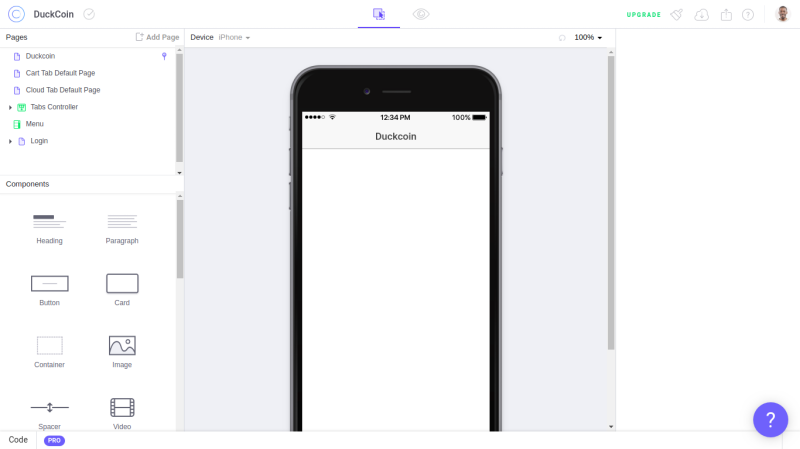 DuckCoin
UPGRADE
Pages
Add Page
Duckcoin
Cart Tab Default Page
Cloud Tab Default Page
Tabs Controller
Menu
Login
Components
Heading
Paragraph
Button
Card
Container
Image
Spacer
Video
Device iPhone
100%
12:34 PM
100%
Duckcoin
?
Code
PRO